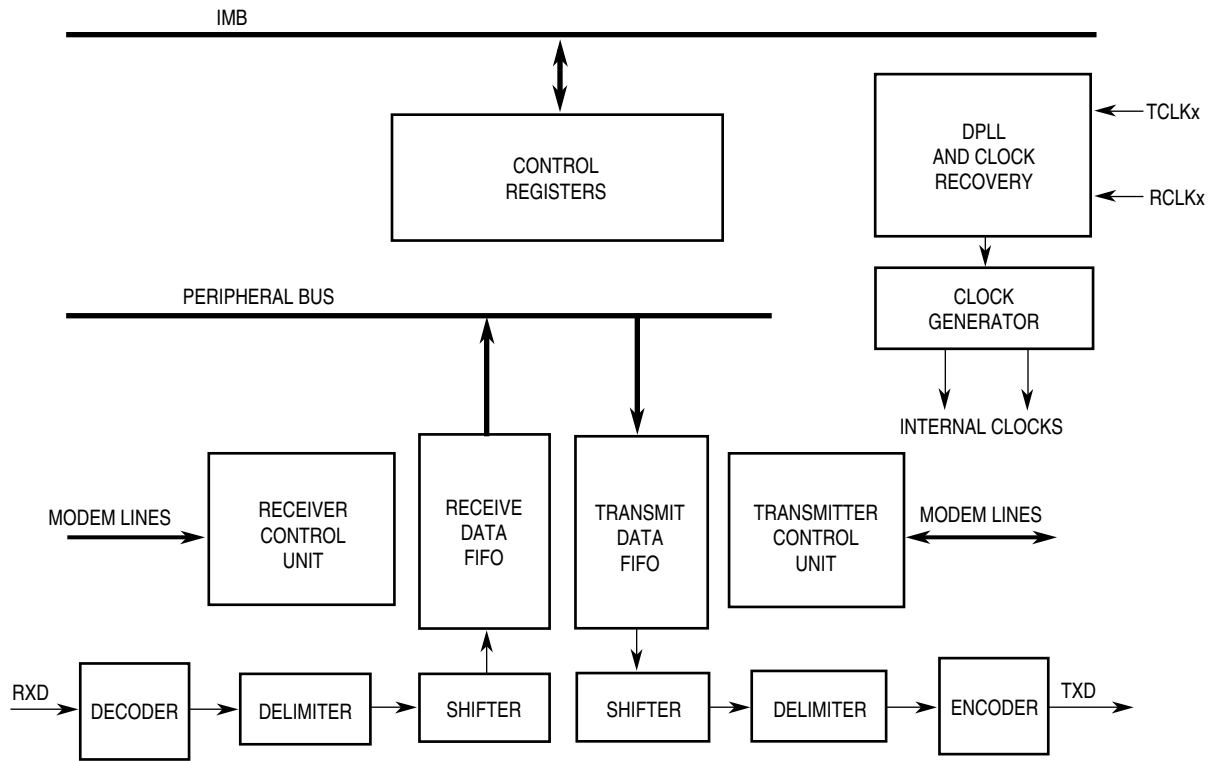 IMB
CONTROL
REGISTERS
DPLL
AND CLOCK
RECOVERY
TCLKx
RCLKx
CLOCK
GENERATOR
INTERNAL CLOCKS
PERIPHERAL BUS
MODEM LINES
RECEIVER
CONTROL
UNIT
RECEIVE
DATA
FIFO
TRANSMIT
DATA
FIFO
TRANSMITTER
CONTROL
UNIT
MODEM LINES
RXD
DECODER
DELIMITER
SHIFTER
SHIFTER
DELIMITER
ENCODER
TXD